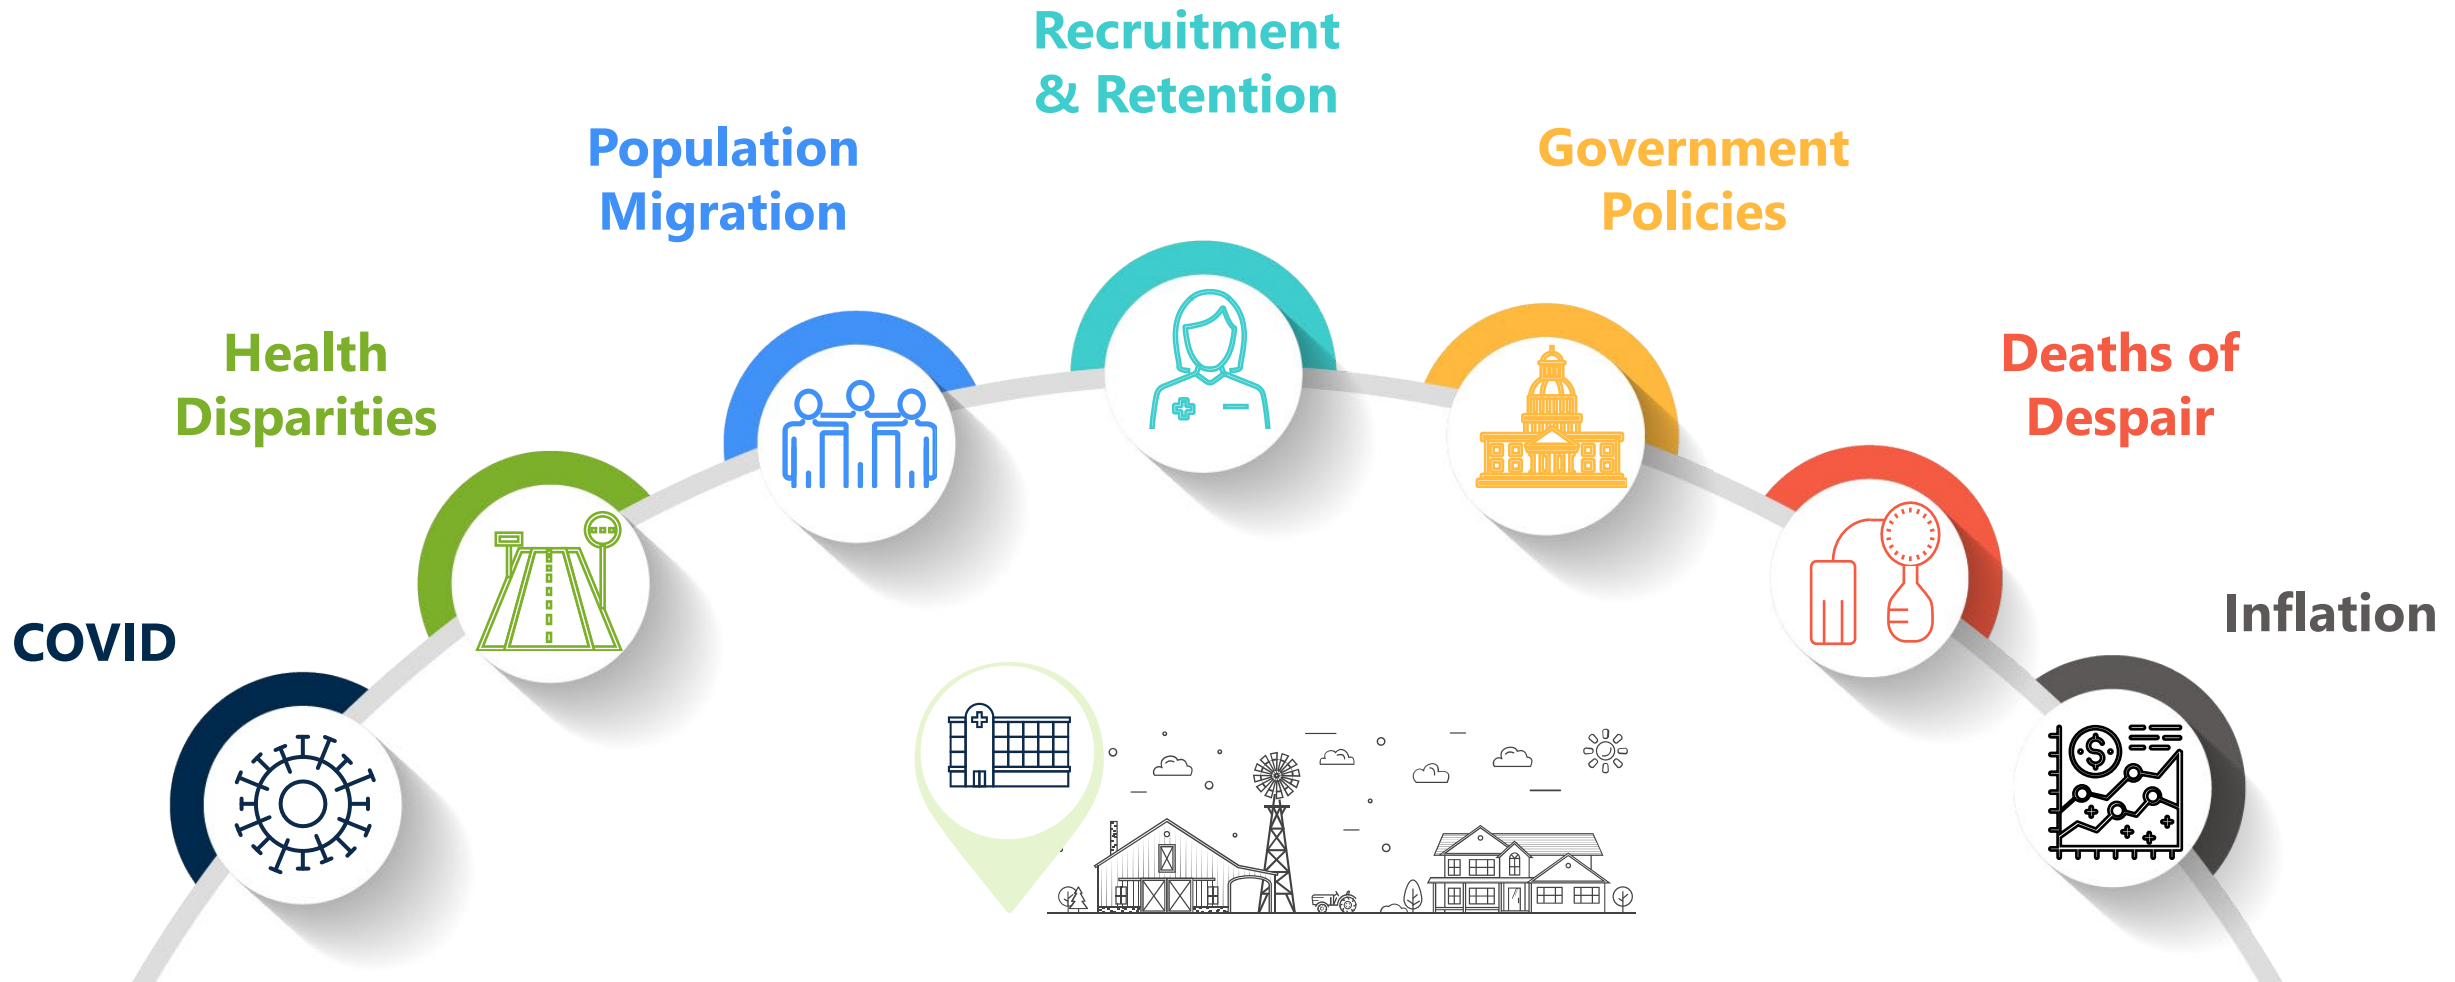 Recruitment
& Retention
Population
Migration
Government
Policies
Health
Disparities
Deaths of
Despair
COVID
Inflation
$